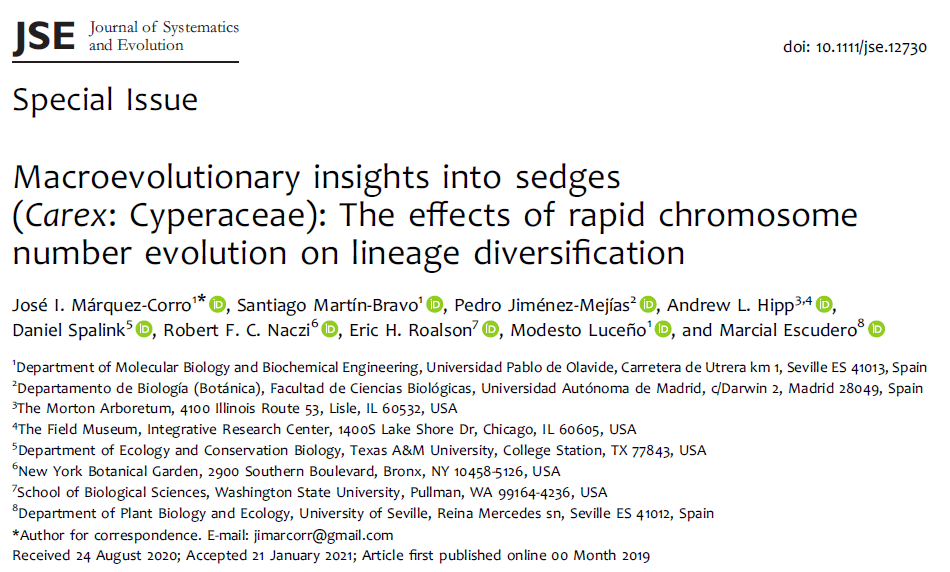 JSE Journal of Systematics
and Evolution
doi: 10.1111/jse.12730
Special Issue
Macroevolutionary insights into sedges
(Carex: Cyperaceae): The effects of rapid chromosome
number evolution on lineage diversification
José I. Márquez‐Corro1* iD, Santiago Martín‐Bravo1 iD, Pedro Jiménez‐Mejías2 iD, Andrew L. Hipp3,4 iD,
Daniel Spalink5 iD, Robert F. C. Naczi6 iD, Eric H. Roalson7 iD, Modesto Luceño1 iD, and Marcial Escudero8 iD
1Department of Molecular Biology and Biochemical Engineering, Universidad Pablo de Olavide, Carretera de Utrera km 1, Seville ES 41013, Spain
2Departamento de Biología (Botánica), Facultad de Ciencias Biológicas, Universidad Autónoma de Madrid, c/Darwin 2, Madrid 28049, Spain
3The Morton Arboretum, 4100 Illinois Route 53, Lisle, IL 60532, USA
4The Field Museum, Integrative Research Center, 1400S Lake Shore Dr, Chicago, IL 60605, USA
5Department of Ecology and Conservation Biology, Texas A&M University, College Station, TX 77843, USA
6New York Botanical Garden, 2900 Southern Boulevard, Bronx, NY 10458‐5126, USA
7School of Biological Sciences, Washington State University, Pullman, WA 99164‐4236, USA
8Department of Plant Biology and Ecology, University of Seville, Reina Mercedes sn, Seville ES 41012, Spain
*Author for correspondence. E‐mail: jimarcorr@gmail.com
Received 24 August 2020; Accepted 21 January 2021; Article first published online 00 Month 2019